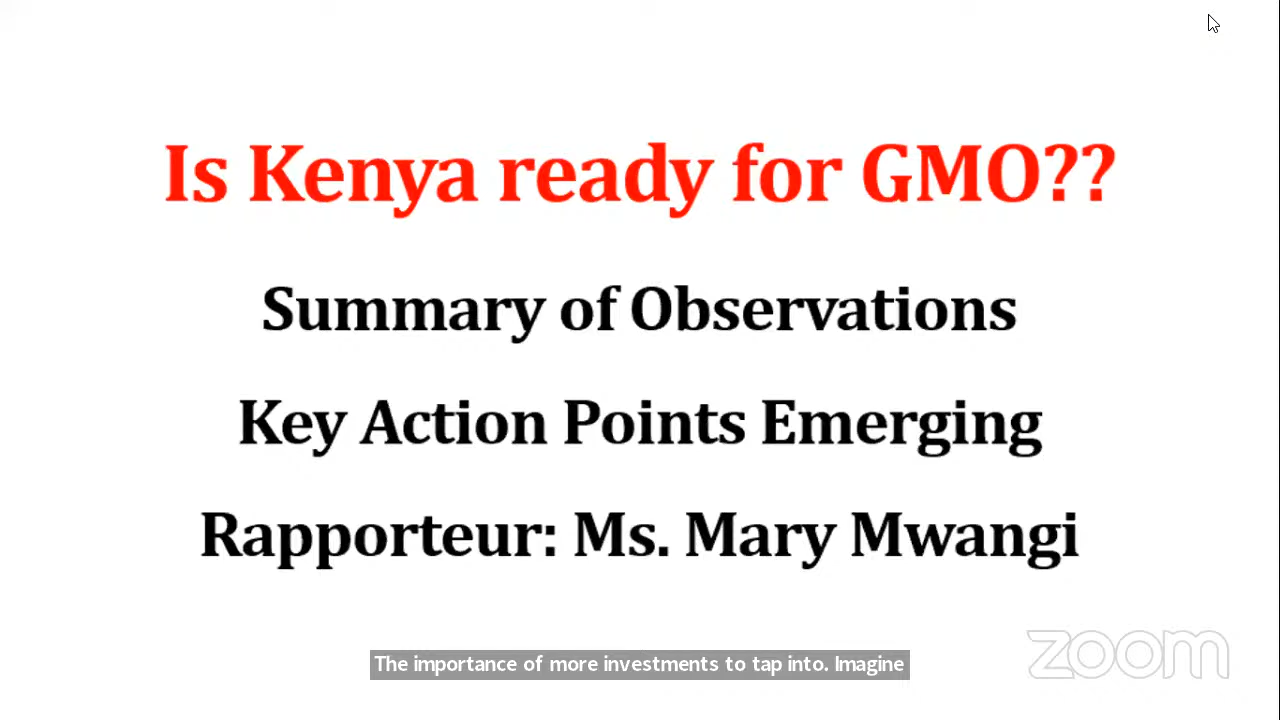 Is Kenya ready for GMO??
Summary of Observations
Key Action Points Emerging
Rapporteur: Ms. Mary Mwangi
The importance of more investments to tap into. Imagine
zoom